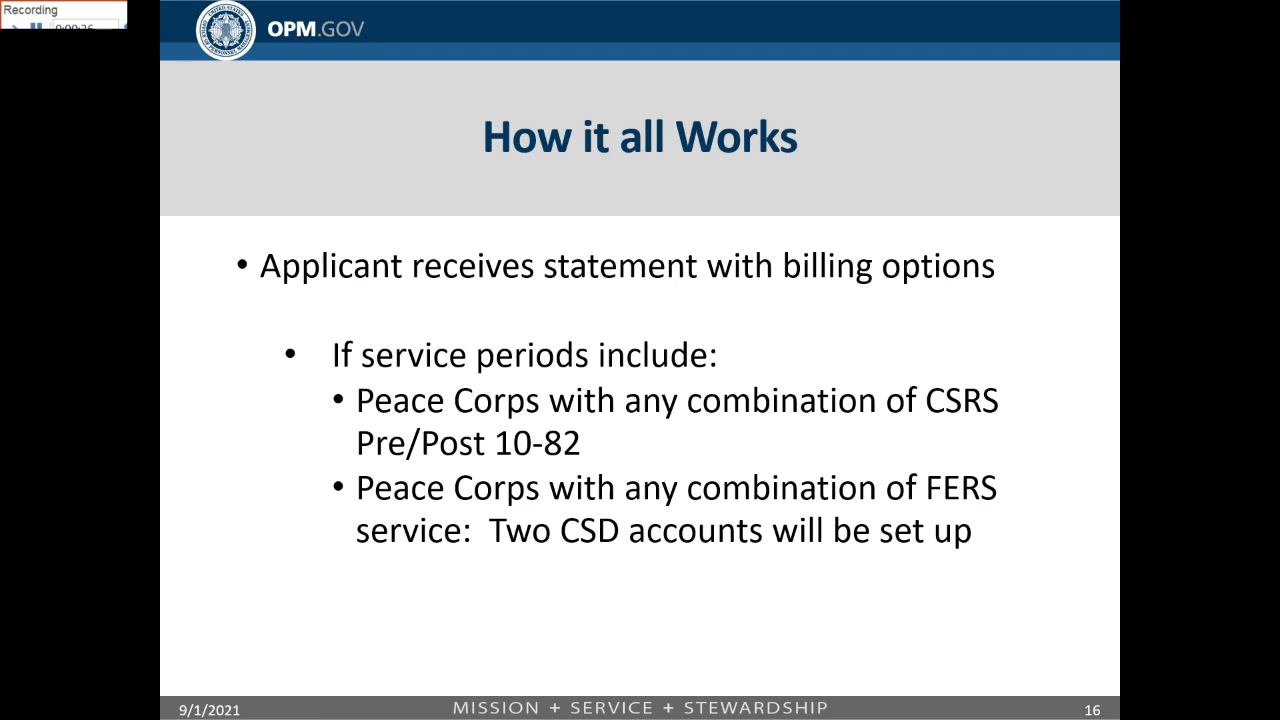 Recording
OPM.GOV
How it all Works
• Applicant receives statement with billing options
• If service periods include:
• Peace Corps with any combination of CSRS
Pre/Post 10-82
• Peace Corps with any combination of FERS
service: Two CSD accounts will be set up
9/1/2021
MISSION + SERVICE + STEWARDSHIP
16